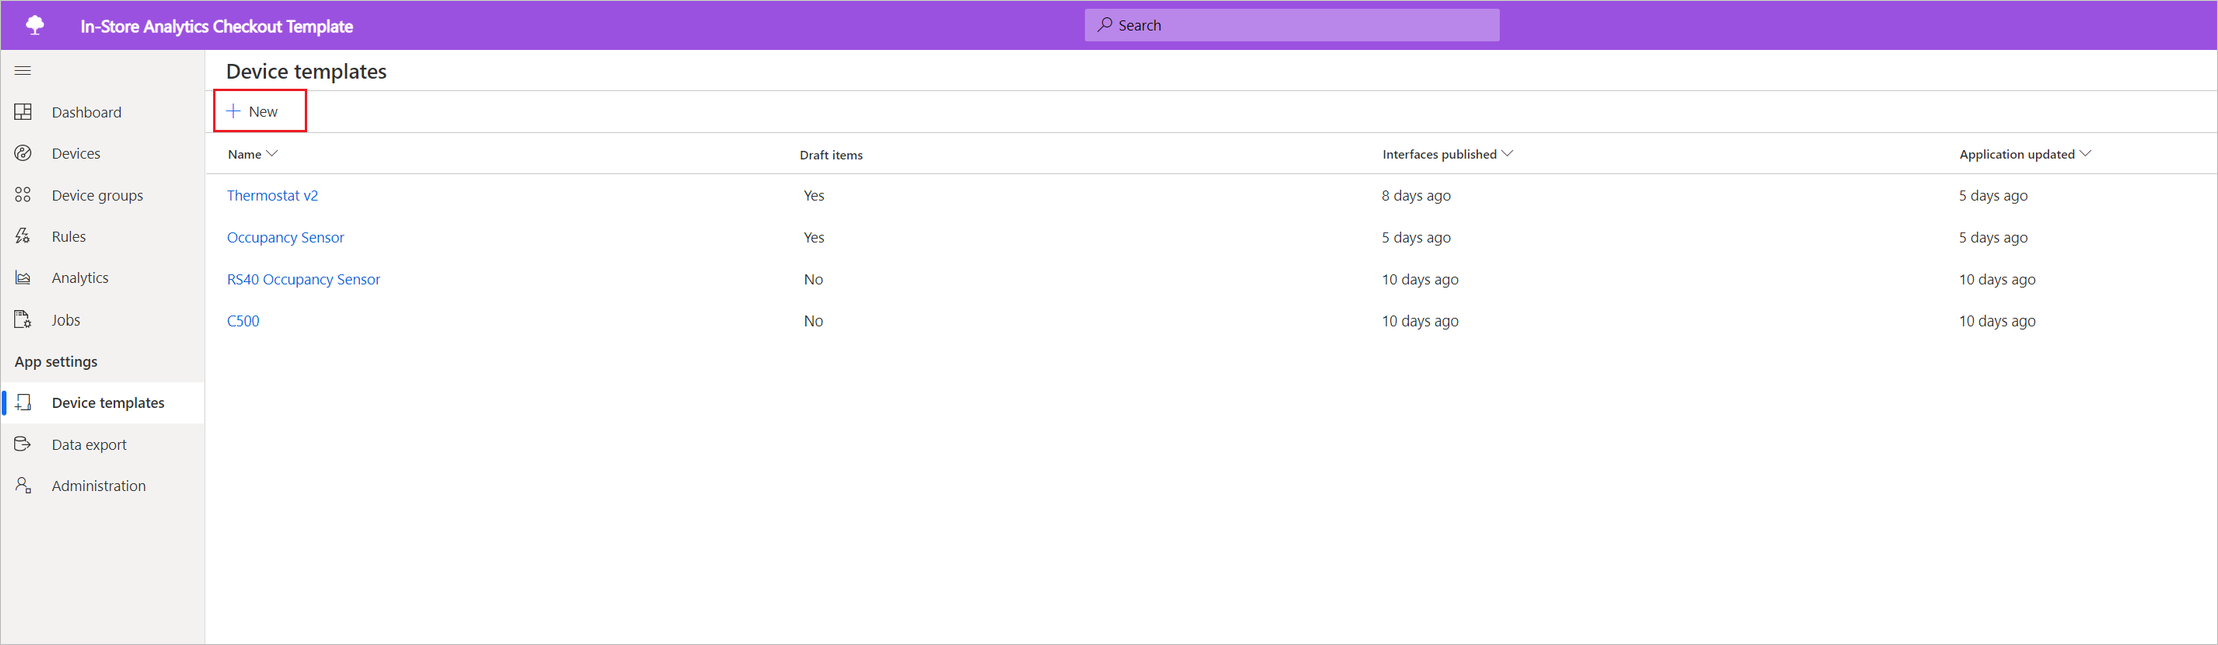 In-Store Analytics Checkout Template
Search
Device templates
New
Dashboard
Devices
Device groups
Rules
Analytics
Jobs
App settings
Device templates
Data export
Administration
Name Draft items Interfaces published Application updated
Thermostat v2 Yes 8 days ago 5 days ago
Occupancy Sensor Yes 5 days ago 5 days ago
RS40 Occupancy Sensor No 10 days ago 10 days ago
C500 No 10 days ago 10 days ago